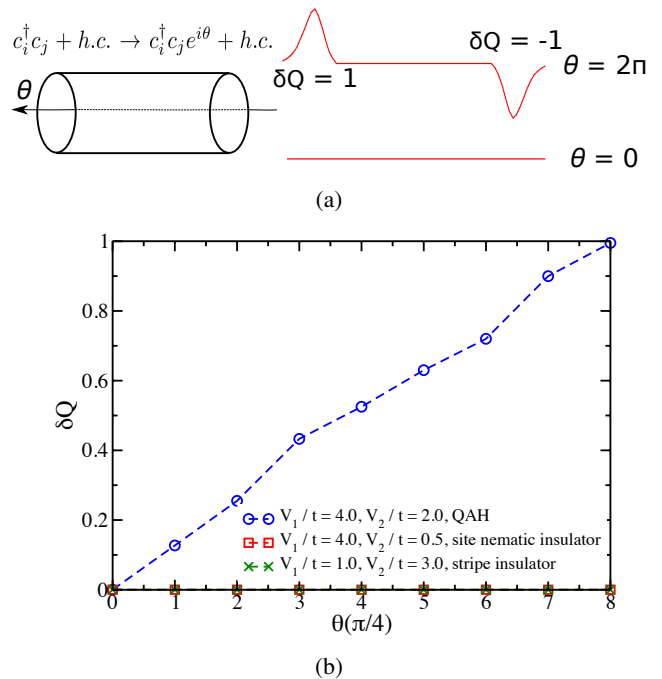 c_i^† c_j + h.c. → c_i^† c_j e^{iθ} + h.c.
θ
δQ = 1
δQ = -1
θ = 2π
θ = 0
(a)
1
0.8
0.6
0.4
0.2
0
δQ
V_1 / t = 4.0, V_2 / t = 2.0, QAH
V_1 / t = 4.0, V_2 / t = 0.5, site nematic insulator
V_1 / t = 1.0, V_2 / t = 3.0, stripe insulator
0 1 2 3 4 5 6 7 8
θ(π/4)
(b)